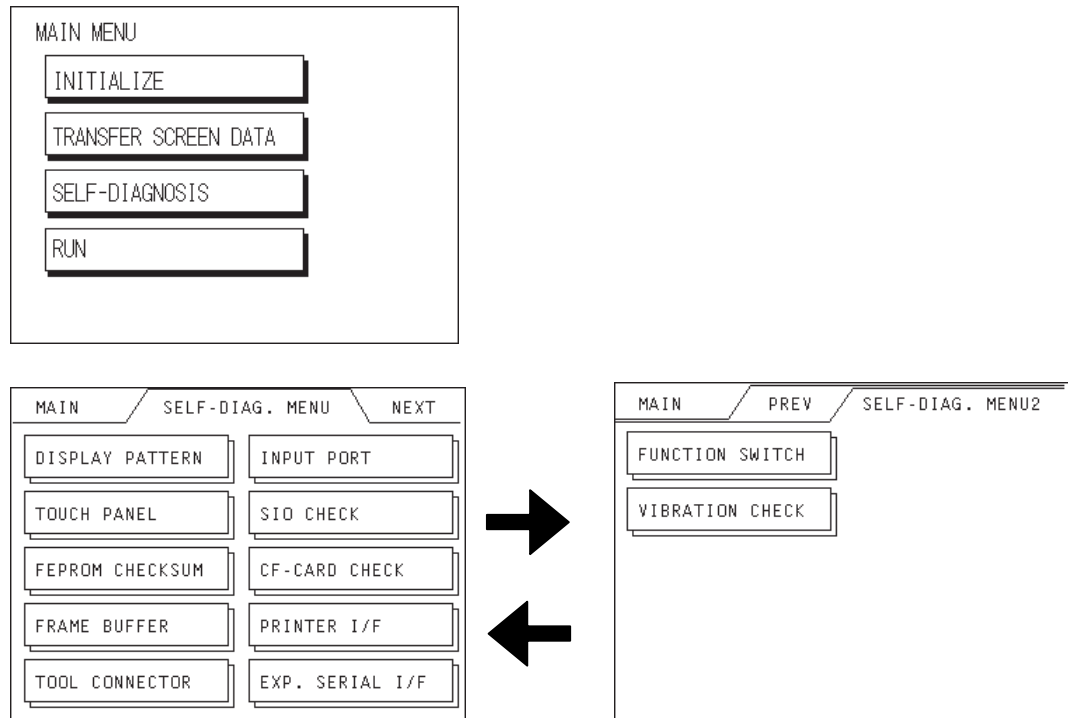 MAIN MENU
INITIALIZE
TRANSFER SCREEN DATA
SELF-DIAGNOSIS
RUN
MAIN SELF-DIAG. MENU NEXT
DISPLAY PATTERN INPUT PORT
TOUCH PANEL SIO CHECK
FEPROM CHECKSUM CF-CARD CHECK
FRAME BUFFER PRINTER I/F
TOOL CONNECTOR EXP. SERIAL I/F
MAIN PREV SELF-DIAG. MENU2
FUNCTION SWITCH
VIBRATION CHECK